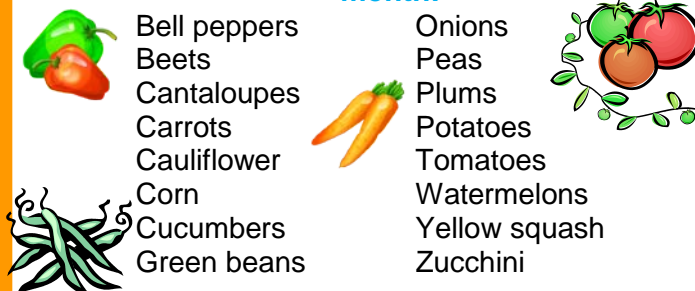 Bell peppers
Beets
Cantaloupes
Carrots
Cauliflower
Corn
Cucumbers
Green beans
Onions
Peas
Plums
Potatoes
Tomatoes
Watermelons
Yellow squash
Zucchini